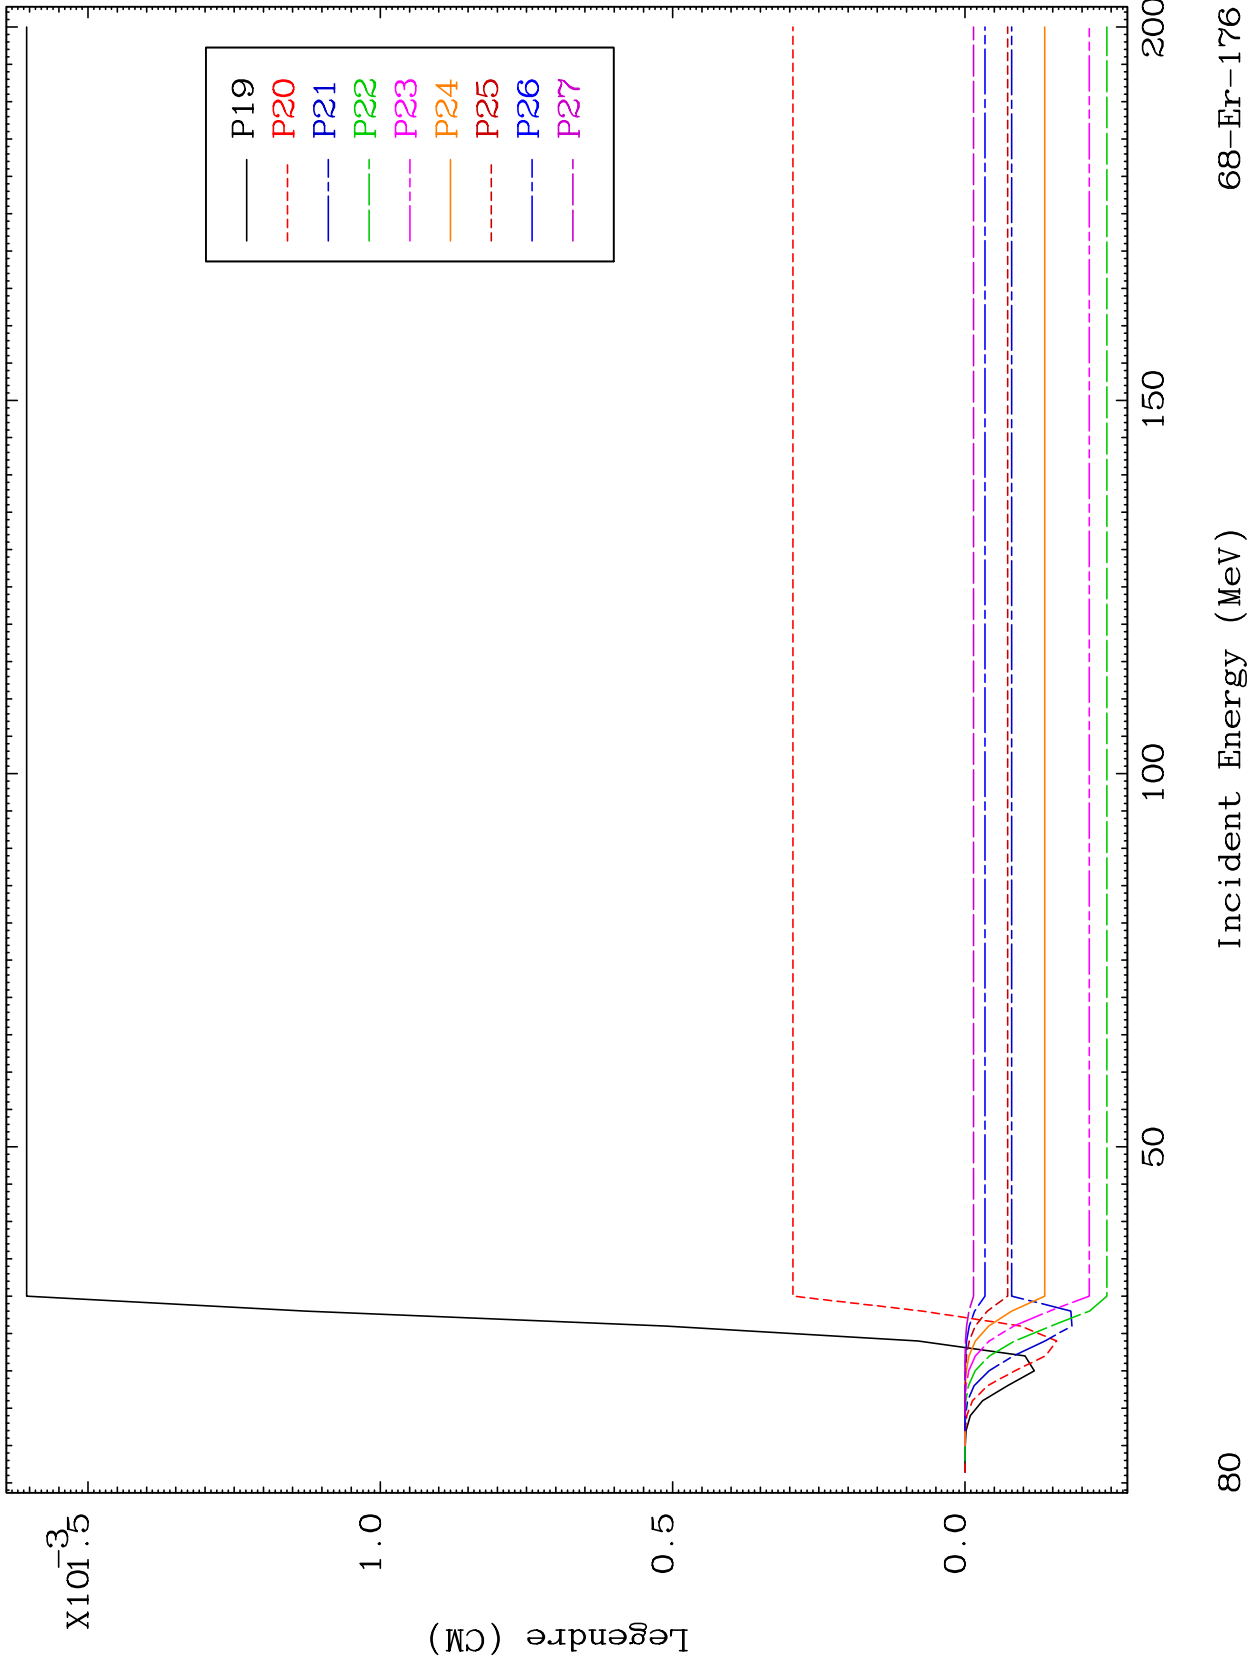 X10-3
1.5
1.0
0.5
0.0
Legendre (CM)
P19
P20
P21
P22
P23
P24
P25
P26
P27
50
100
150
200
80
Incident Energy (MeV)
68-Er-176